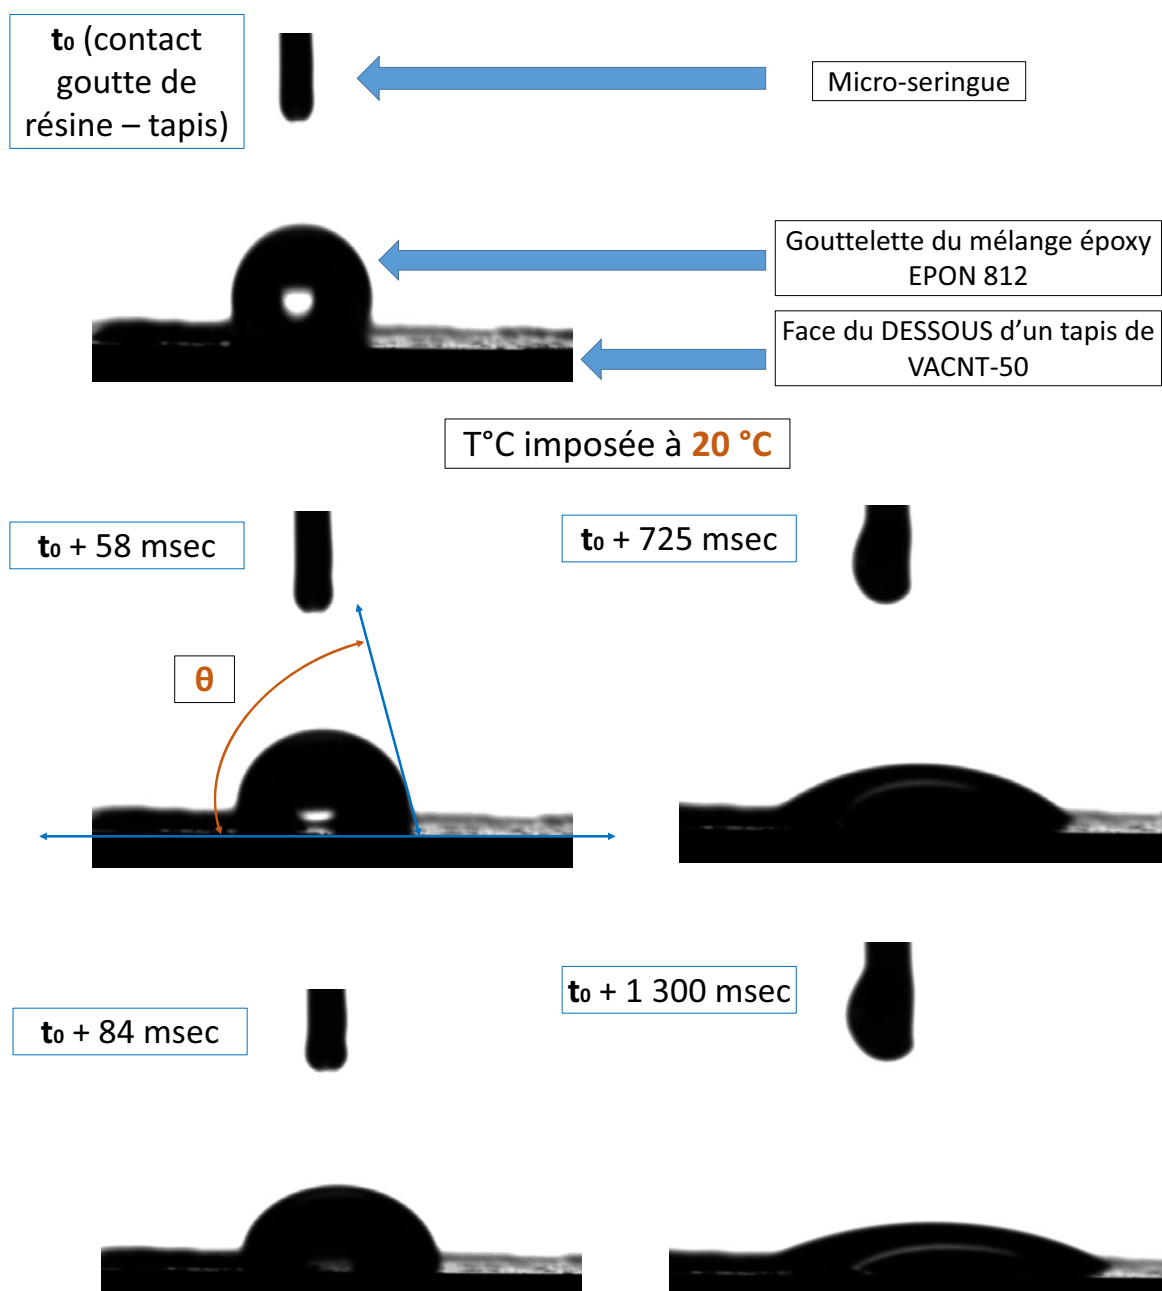 t₀ (contact
goutte de
résine – tapis)
Micro-seringue
Gouttelette du mélange époxy
EPON 812
Face du DESSOUS d’un tapis de
VACNT-50
T°C imposée à 20 °C
t₀ + 58 msec
t₀ + 725 msec
θ
t₀ + 84 msec
t₀ + 1 300 msec